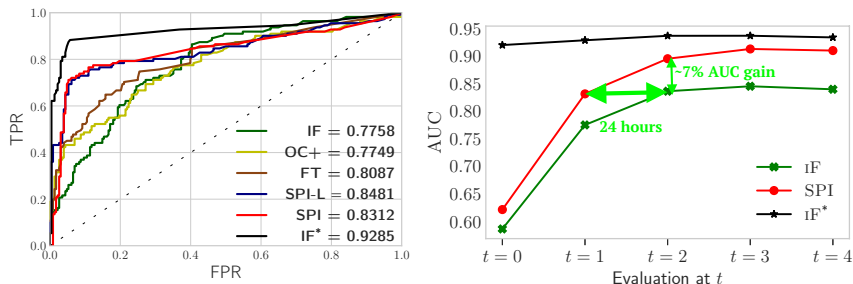 1.0
0.8
0.6
0.4
0.2
0.0
TPR
0.0 0.2 0.4 0.6 0.8 1.0
FPR
IF = 0.7758
OC+ = 0.7749
FT = 0.8087
SPI-L = 0.8481
SPI = 0.8312
IF* = 0.9285
0.95
0.90
0.85
0.80
0.75
0.70
0.65
0.60
AUC
~7% AUC gain
24 hours
IF
SPI
IF*
t = 0 t = 1 t = 2 t = 3 t = 4
Evaluation at t